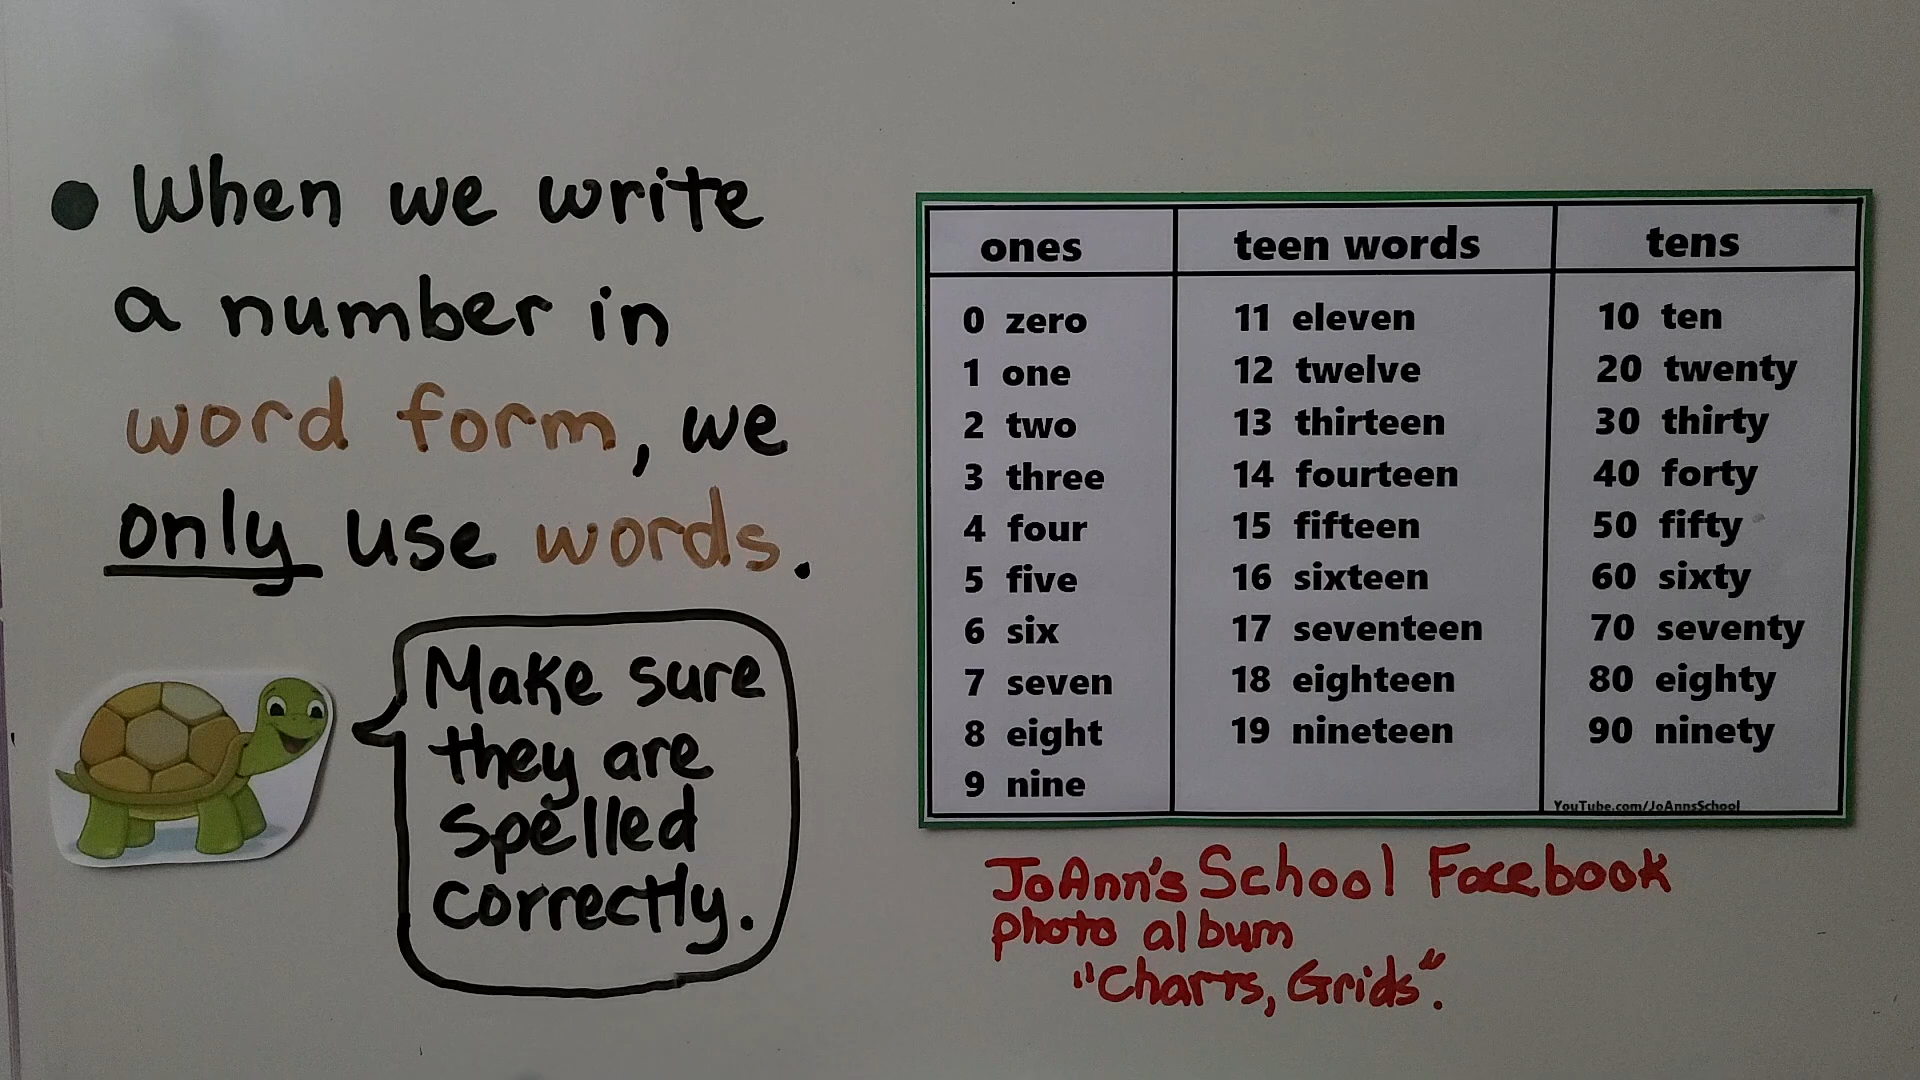 When we write
a number in
word form, we
only use words.
Make sure
they are
spelled
correctly.
ones teen words tens
0 zero 11 eleven 10 ten
1 one 12 twelve 20 twenty
2 two 13 thirteen 30 thirty
3 three 14 fourteen 40 forty
4 four 15 fifteen 50 fifty
5 five 16 sixteen 60 sixty
6 six 17 seventeen 70 seventy
7 seven 18 eighteen 80 eighty
8 eight 19 nineteen 90 ninety
9 nine
YouTube.com/JoAnnsSchool
JoAnn's School Facebook
photo album
"Charts, Grids".